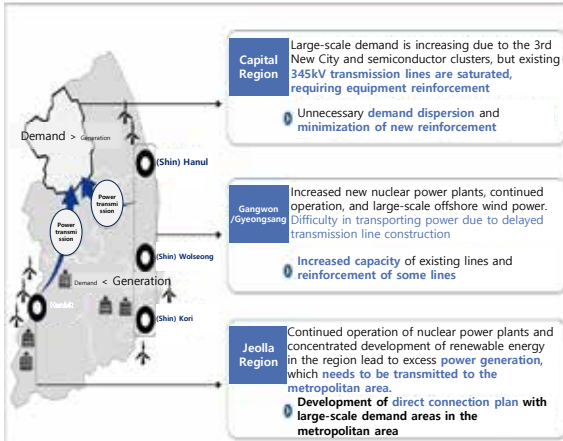 Capital
Region
Large-scale demand is increasing due to the 3rd
New City and semiconductor clusters, but existing
345kV transmission lines are saturated,
requiring equipment reinforcement
Unnecessary demand dispersion and
minimization of new reinforcement
Demand > Generation
(Shin) Hanul
Power
transmi
ssion
Power
transmi
ssion
Gangwon
/Gyeongsang
Increased new nuclear power plants, continued
operation, and large-scale offshore wind power.
Difficulty in transporting power due to delayed
transmission line construction
Increased capacity of existing lines and
reinforcement of some lines
(Shin) Wolseong
Demand < Generation
(Shin) Kori
Jeolla
Region
Continued operation of nuclear power plants and
concentrated development of renewable energy
in the region lead to excess power generation,
which needs to be transmitted to the
metropolitan area.
Development of direct connection plan with
large-scale demand areas in the
metropolitan area